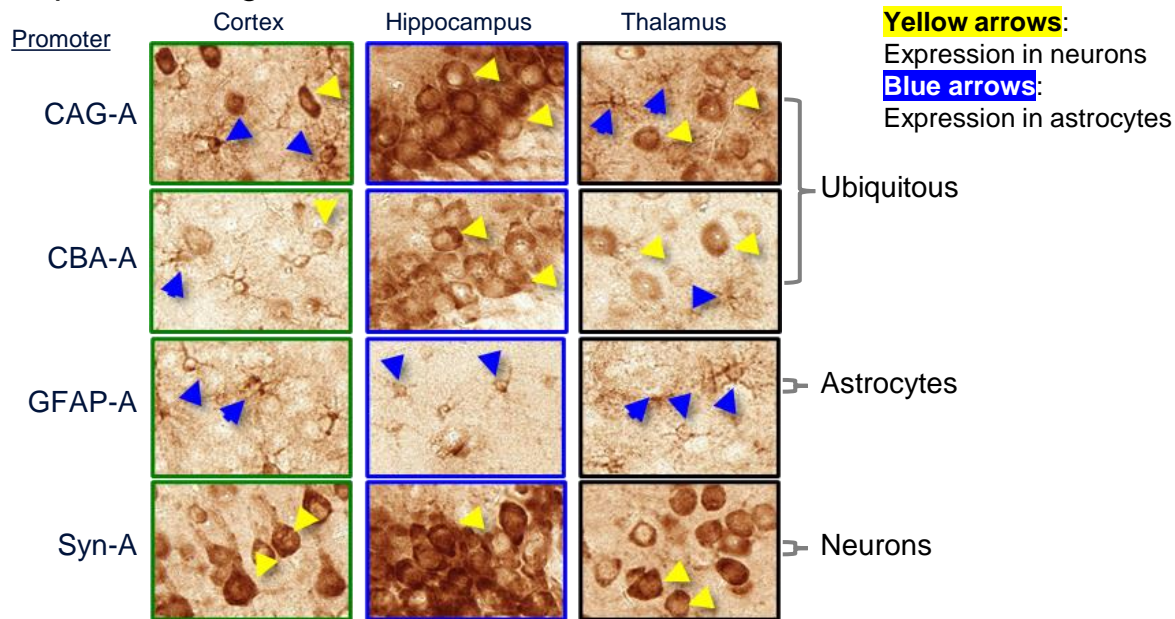 Cortex Hippocampus Thalamus
Promoter
Yellow arrows:
Expression in neurons
Blue arrows:
Expression in astrocytes
CAG-A
Ubiquitous
CBA-A
GFAP-A
Astrocytes
Syn-A
Neurons